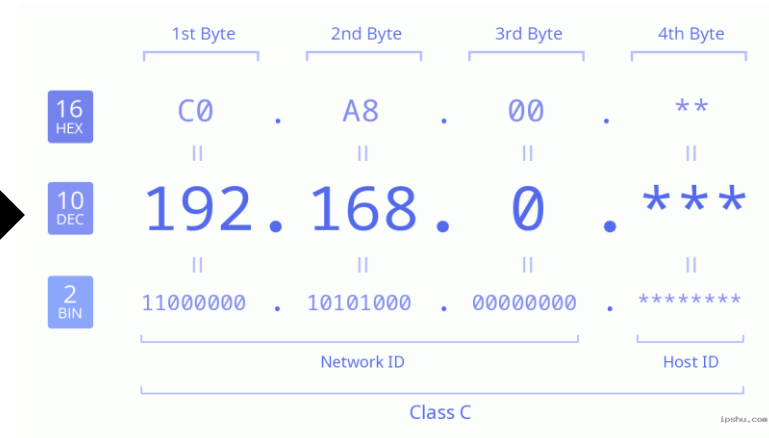 1st Byte 2nd Byte 3rd Byte 4th Byte
16
HEX
C0 . A8 . 00 . **
= = = =
10
DEC
192.168.0.***
= = = =
2
BIN
11000000 . 10101000 . 00000000 . ********
Network ID Host ID
Class C
ipshu.com